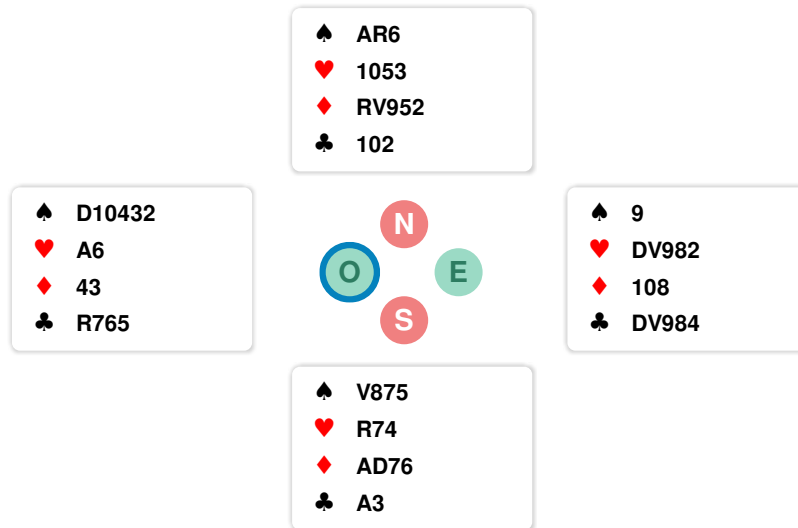 ♠ AR6
♥ 1053
♦ RV952
♣ 102
♠ D10432
♥ A6
♦ 43
♣ R765
N
O E
S
♠ 9
♥ DV982
♦ 108
♣ DV984
♠ V875
♥ R74
♦ AD76
♣ A3